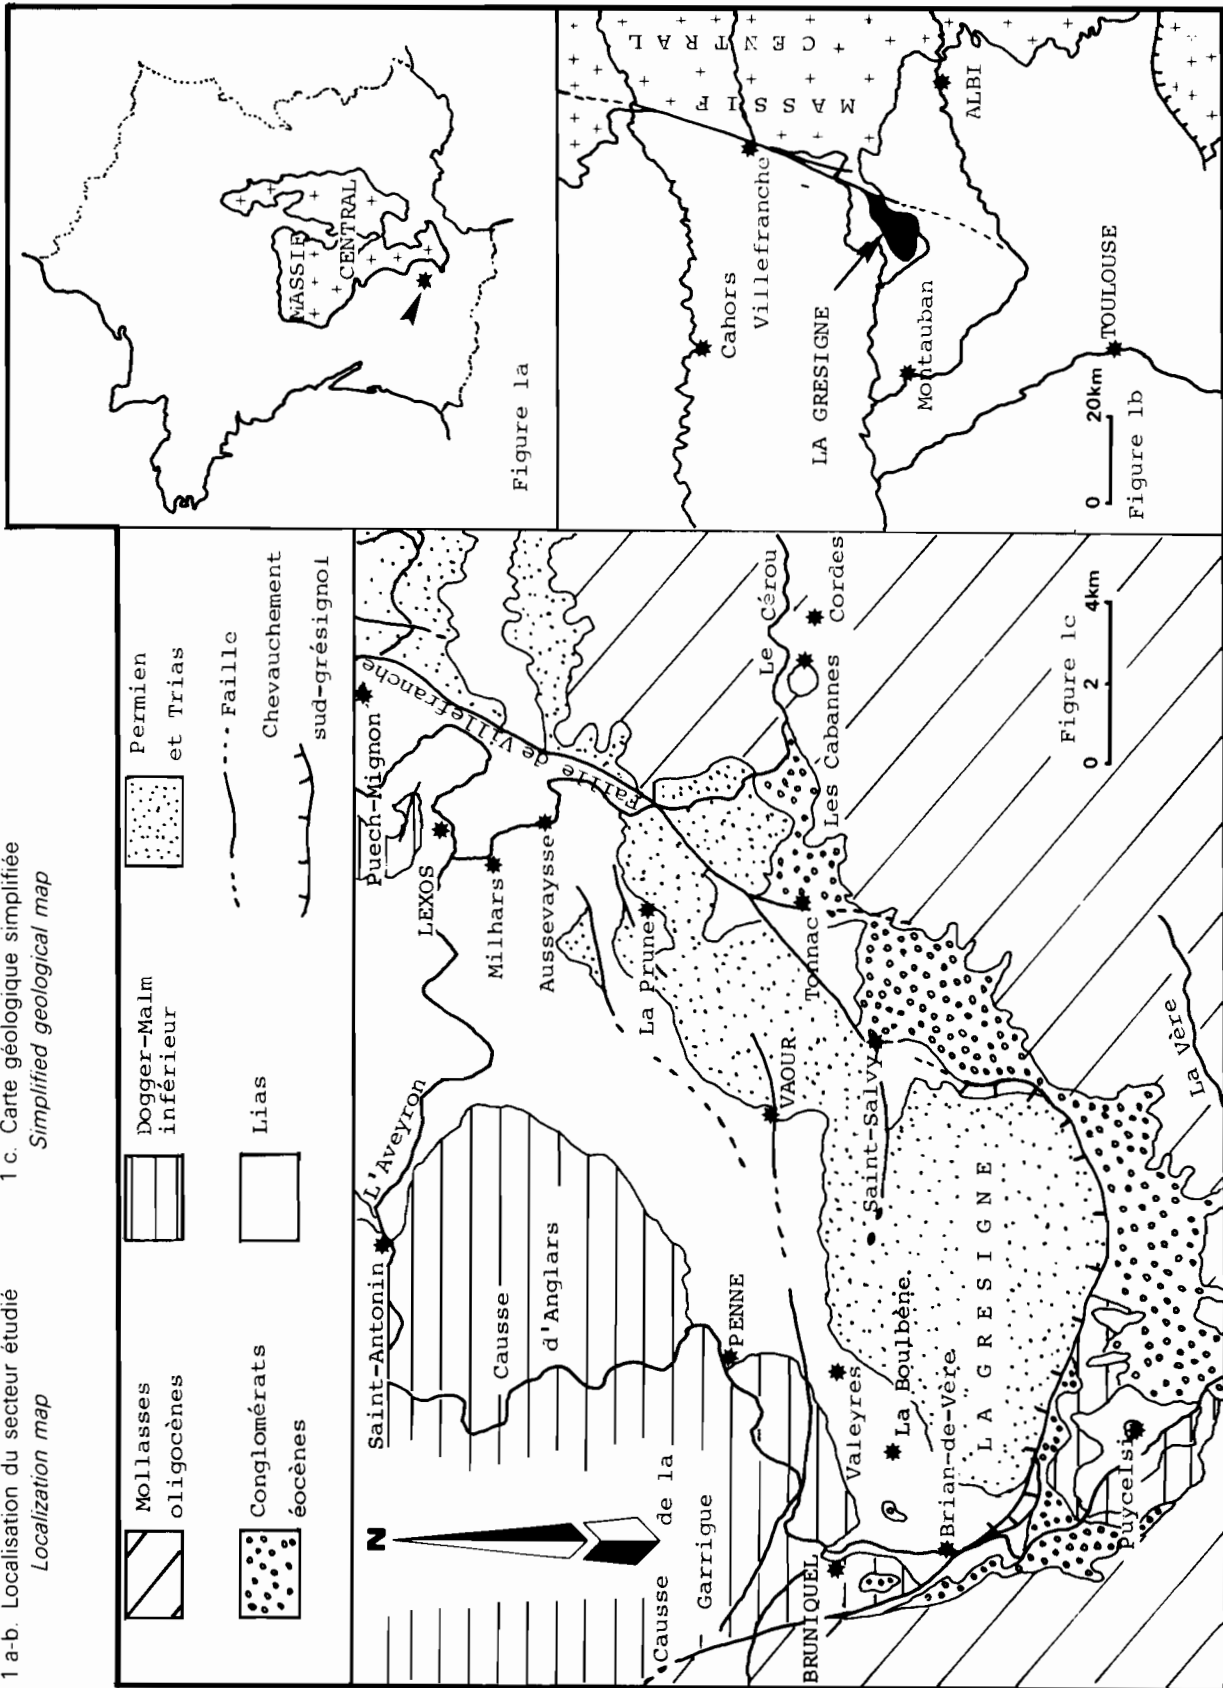 1 a-b. Localisation du secteur étudié
Localization map
1 c. Carte géologique simplifiée
Simplified geological map
Mollasses
oligocènes
Conglomérats
éocènes
Dogger-Malm
inférieur
Lias
Permien
et Trias
Faille
Chevauchement
sud-grésignol
N
Saint-Antonin
L'Aveyron
Causse
d'Anglars
Causse de la
Garrigue
PENNE
BRUNIQUEL
Valeyres
La Boulbène
Brian-de-Vère
LA GRESIGNE
Puycelsi
Puech-Mignon
LEXOS
Milhars
Aussevaysse
La Prune
VAOUR
Saint-Salvy
Tonnac
Faille de Villefranche
Le Cérou
Cordes
Les Cabannes
La Vère
0 2 4km
Figure 1c
MASSIF
CENTRAL
Figure 1a
MASSIF
CENTRAL
Cahors
Villefranche
ALBI
LA GRESIGNE
Montauban
TOULOUSE
0 20km
Figure 1b